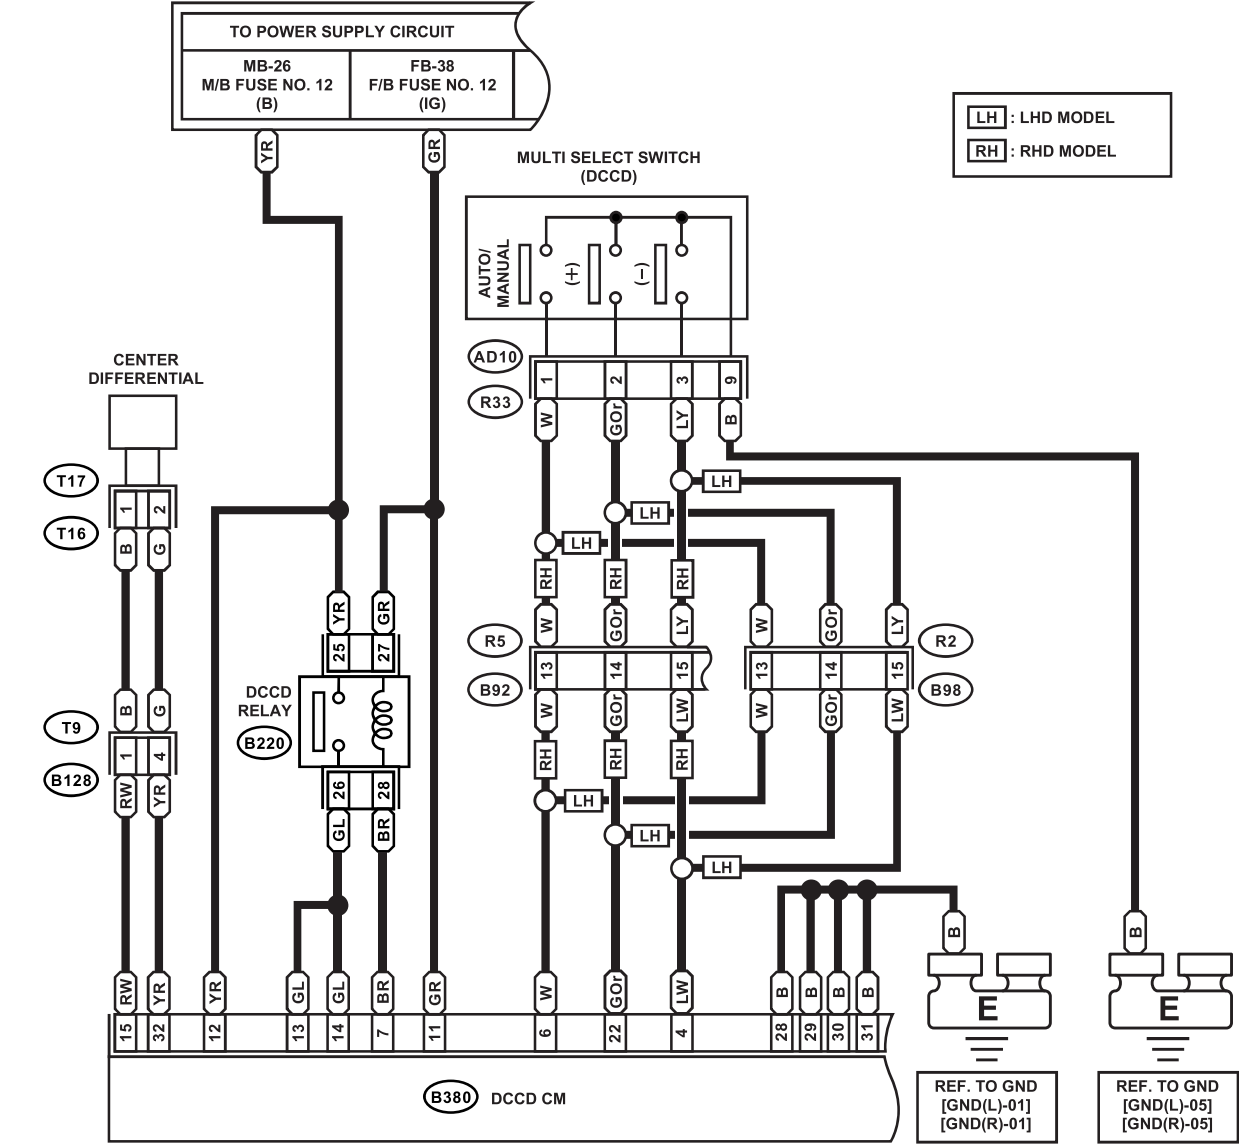 TO POWER SUPPLY CIRCUIT
MB-26
M/B FUSE NO. 12
(B)
FB-38
F/B FUSE NO. 12
(IG)
YR
GR
LH : LHD MODEL
RH : RHD MODEL
MULTI SELECT SWITCH
(DCCD)
AUTO/
MANUAL
(+)
(−)
AD10
1 2 3 9
R33
W GOr LY B
CENTER
DIFFERENTIAL
T17
1 2
T16
B G
LH
LH
LH
RH RH RH
YR GR
W GOr LY W GOr LY
R5
R2
25 27
13 14 15 13 14 15
B92
B98
DCCD
RELAY
B220
B G
W GOr LW W GOr LW
T9
1 4
B128
RW YR
RH RH RH
26 28
GL BR
LH
LH
LH
B B
RW YR YR GL GL BR GR W GOr LW B B B B
15 32 12 13 14 7 11 6 22 4 28 29 30 31
E E
B380 DCCD CM
REF. TO GND
[GND(L)-01]
[GND(R)-01]
REF. TO GND
[GND(L)-05]
[GND(R)-05]